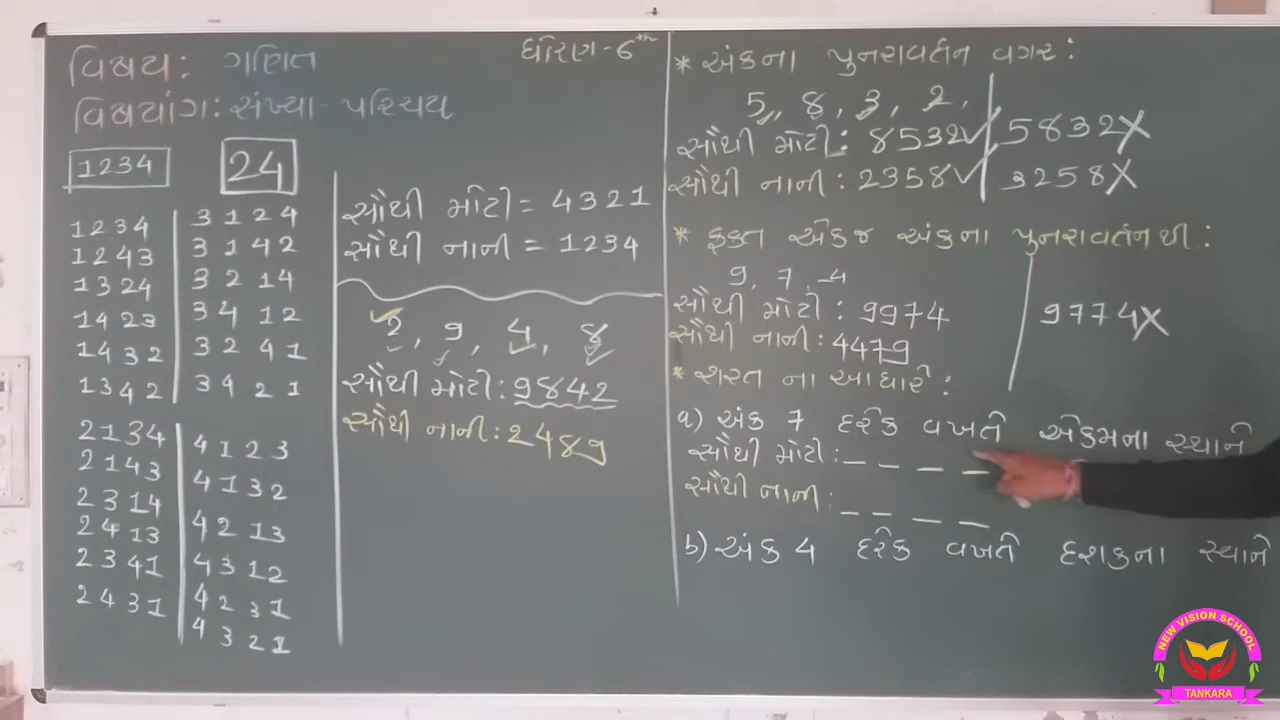 વિષય: ગણિત
ધોરણ-6th
વિષયાંગ: સંખ્યા-પરિચય
1234
24
1234
1243
1324
1423
1432
1342
3124
3142
3214
3412
3241
3421
2134
2143
2314
2413
2341
2431
4123
4132
4213
4312
4231
4321
સૌથી મોટી = 4321
સૌથી નાની = 1234
2, 9, 4, 8
સૌથી મોટી: 9842
સૌથી નાની: 2489
* અંકના પુનરાવર્તન વગર:
5, 8, 3, 2,
સૌથી મોટી: 8532✓ 5832✗
સૌથી નાની: 2358✓ 3258✗
* ફક્ત એકજ અંકના પુનરાવર્તનથી:
9, 7, 4
સૌથી મોટી: 9974 9774✗
સૌથી નાની: 4479
* શરત ના આધારે:
a) અંક 7 દરેક વખતે એકમના સ્થાને
સૌથી મોટી: _ _ _ _
સૌથી નાની: _ _ _ _
b) અંક 4 દરેક વખતે દશકના સ્થાને
NEW VISION SCHOOL
TANKARA